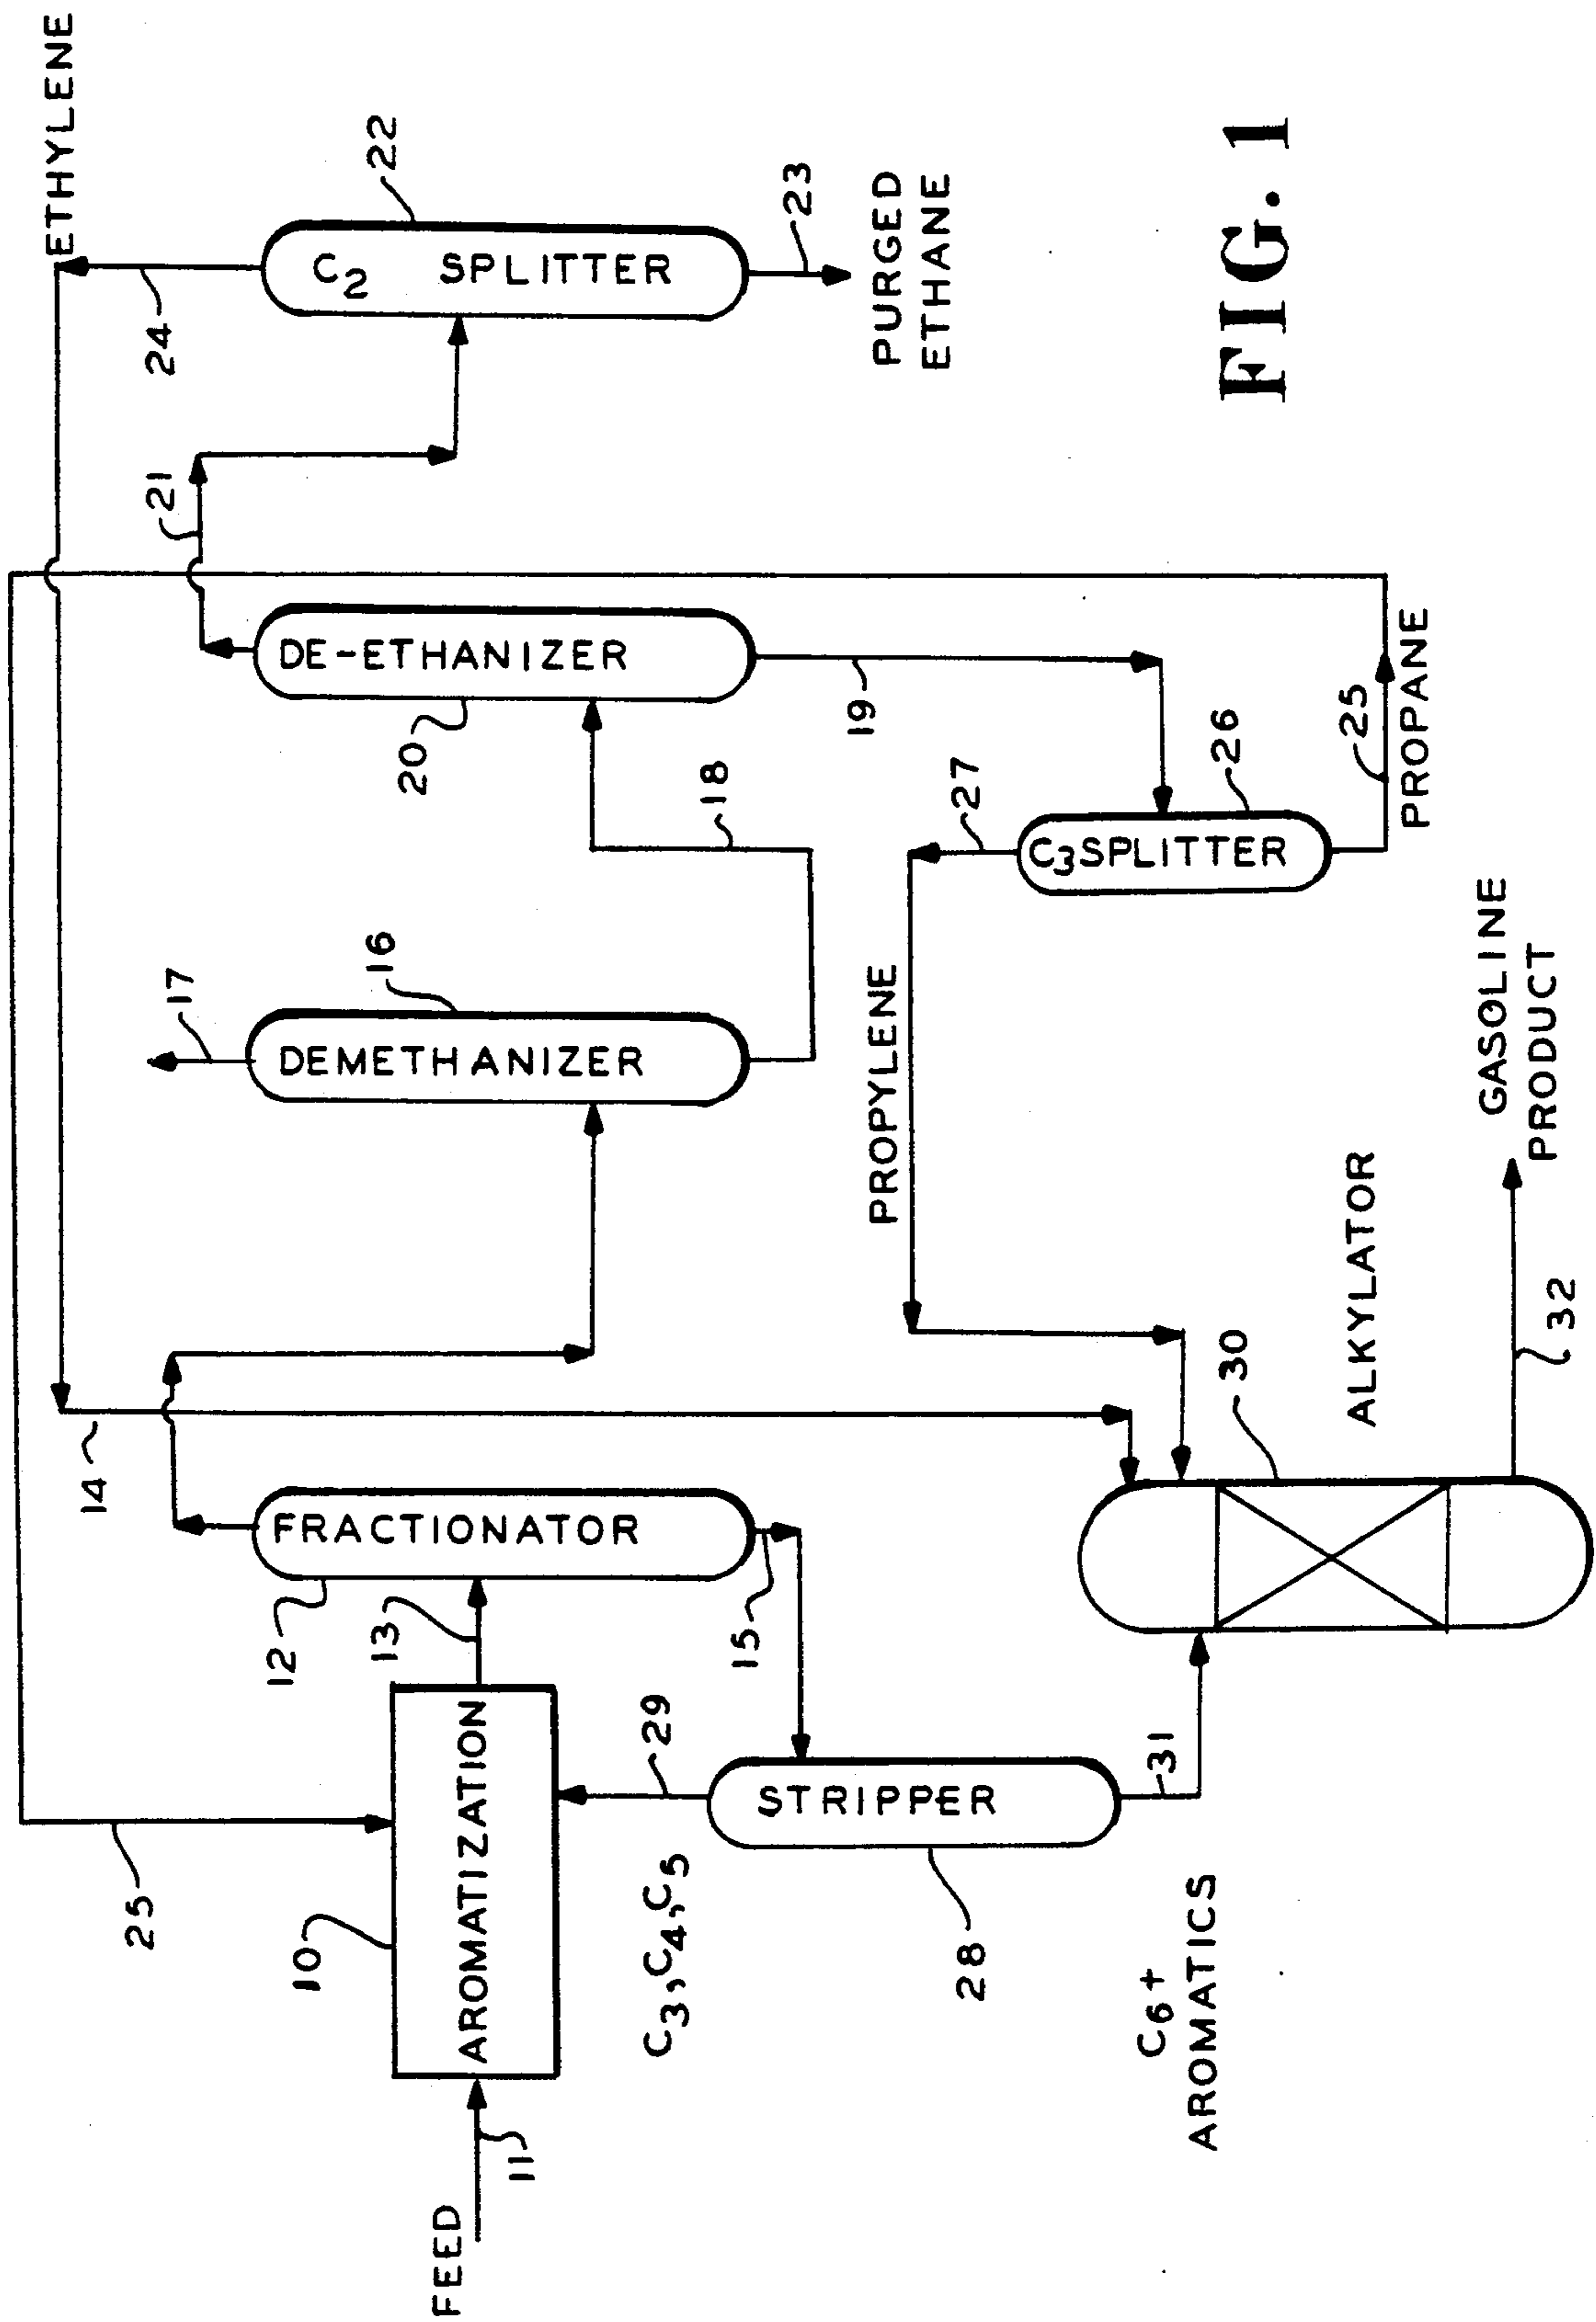 ETHYLENE
25
14
24
21
17
22
10
12
13
16
20
FEED
11
AROMATIZATION
FRACTIONATOR
DEMETHANIZER
DE-ETHANIZER
C2 SPLITTER
23
PURGED
ETHANE
29
15
18
19
C3,C4,C5
STRIPPER
28
31
PROPYLENE
27
26
C3 SPLITTER
25
PROPANE
C6+
AROMATICS
30
ALKYLATOR
32
GASOLINE
PRODUCT
FIG. 1